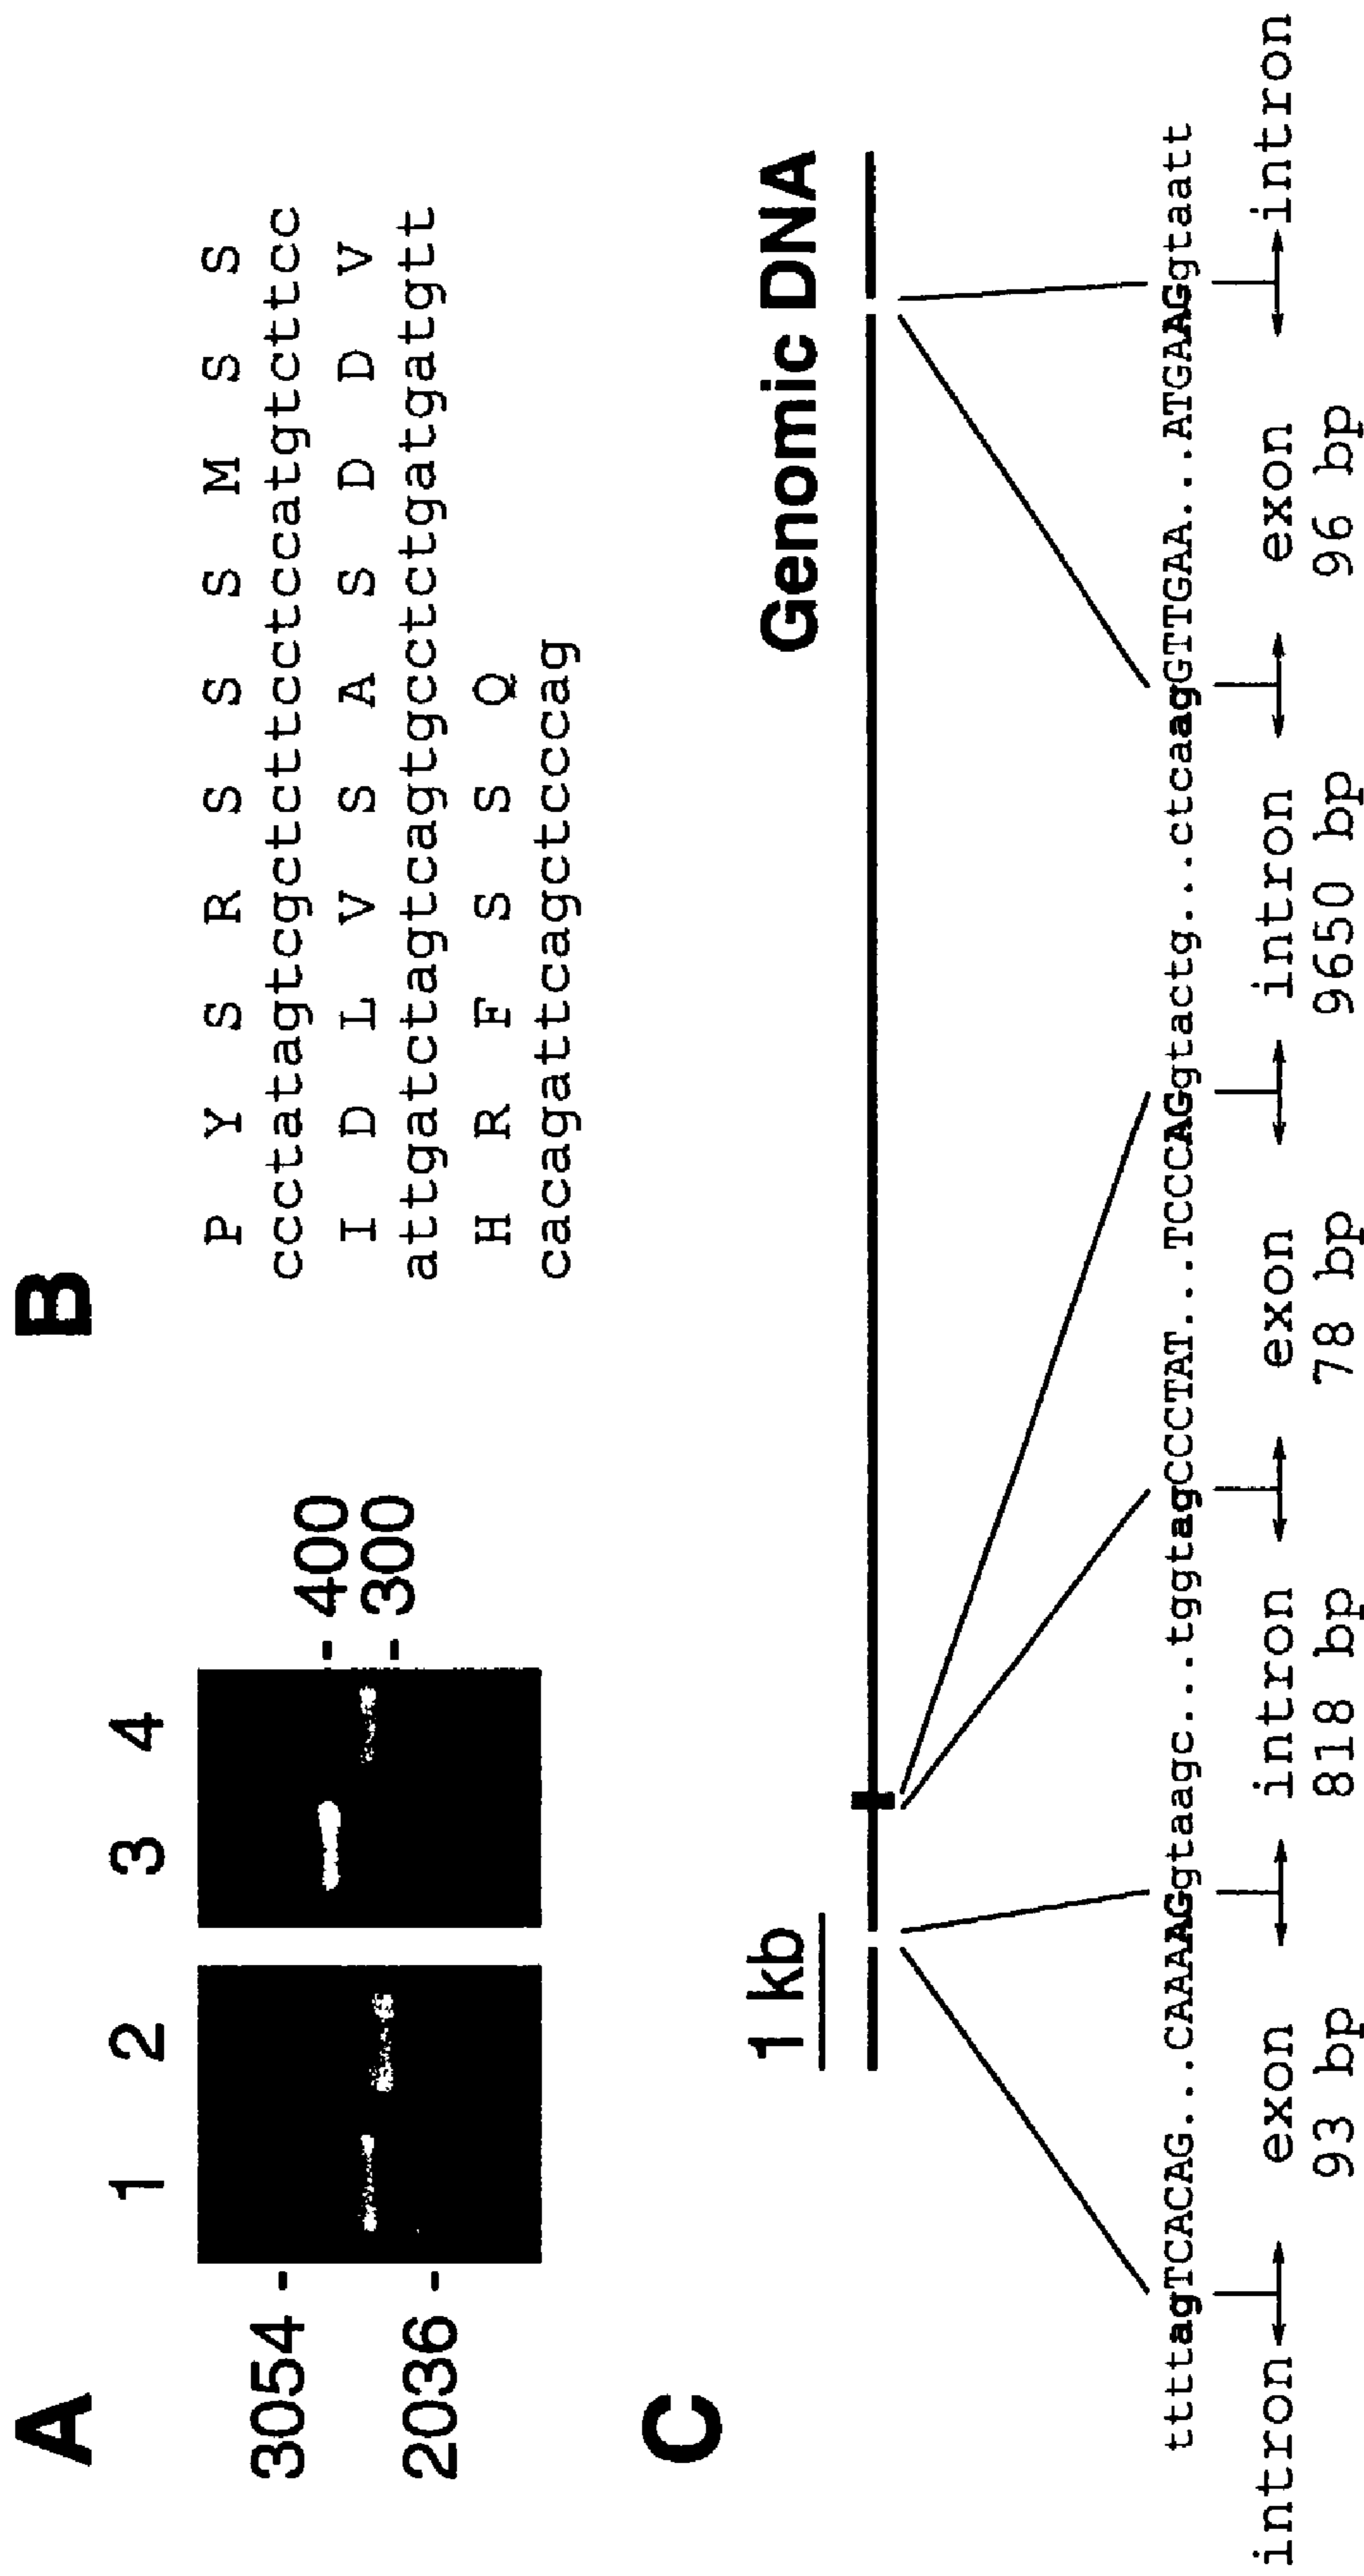 A
1 2 3 4
3054 -
2036 -
- 400
- 300
B
P Y S R S S S M S S
ccctatagtcgctcttcctccatgtcttcc
I D L V S A S D D V
attgatctagtcagtgcctctgatgatgtt
H R F S S Q
cacagattcagctcccag
C
1 kb
Genomic DNA
ttttagTCACAG...CAAAGgtaagc...tggtagCCCTAT...TCCCAGgtactg...ctcaagGTTGAA...ATGAAGgtaatt
intron exon intron exon intron exon intron
93 bp 818 bp 78 bp 9650 bp 96 bp